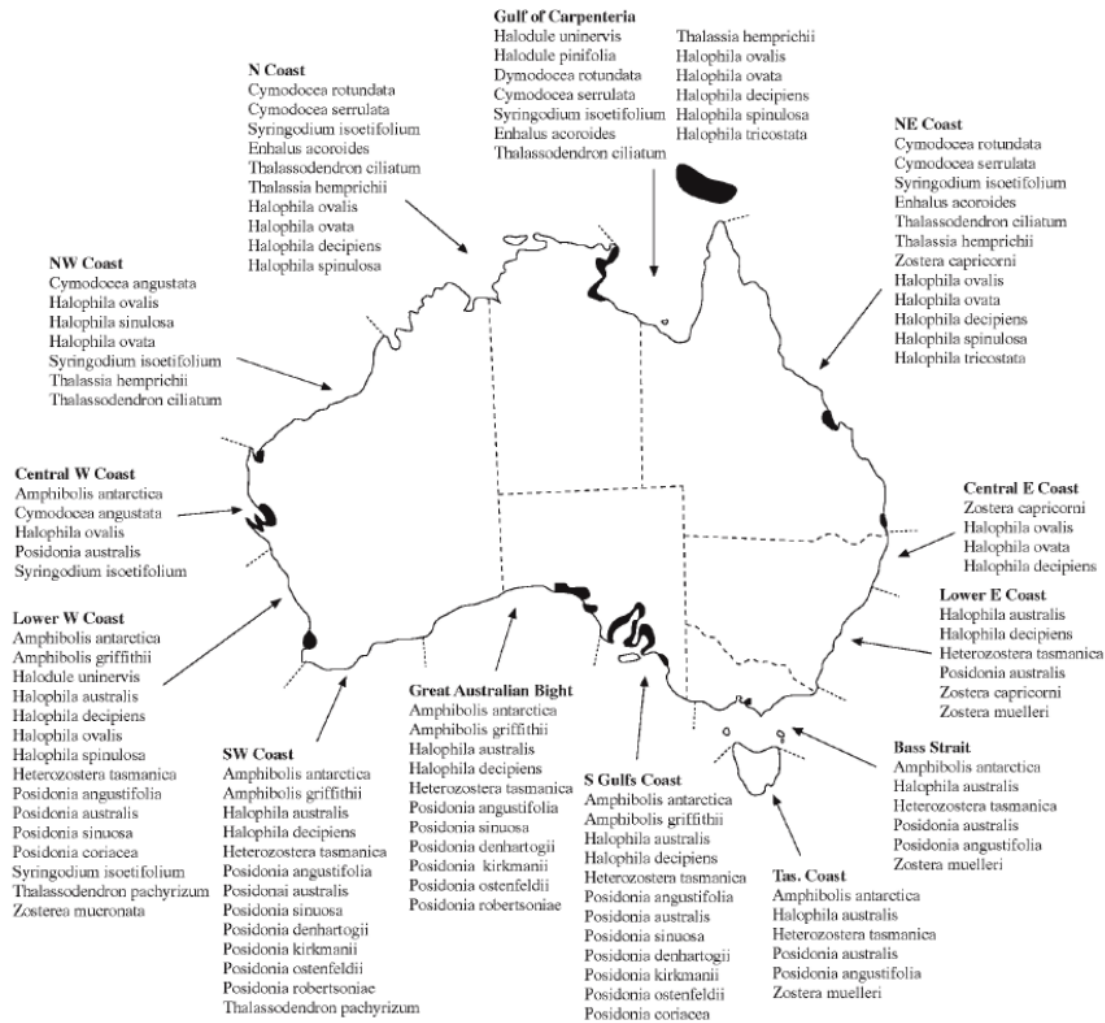 Gulf of Carpenteria
Halodule uninervis
Halodule pinifolia
Dymodocea rotundata
Cymodocea serrulata
Syringodium isoetifolium
Enhalus acoroides
Thalassodendron ciliatum
Thalassia hemprichii
Halophila ovalis
Halophila ovata
Halophila decipiens
Halophila spinulosa
Halophila tricostata
N Coast
Cymodocea rotundata
Cymodocea serrulata
Syringodium isoetifolium
Enhalus acoroides
Thalassodendron ciliatum
Thalassia hemprichii
Halophila ovalis
Halophila ovata
Halophila decipiens
Halophila spinulosa
NE Coast
Cymodocea rotundata
Cymodocea serrulata
Syringodium isoetifolium
Enhalus acoroides
Thalassodendron ciliatum
Thalassia hemprichii
Zostera capricorni
Halophila ovalis
Halophila ovata
Halophila decipiens
Halophila spinulosa
Halophila tricostata
NW Coast
Cymodocea angustata
Halophila ovalis
Halophila sinulosa
Halophila ovata
Syringodium isoetifolium
Thalassia hemprichii
Thalassodendron ciliatum
Central W Coast
Amphibolis antarctica
Cymodocea angustata
Halophila ovalis
Posidonia australis
Syringodium isoetifolium
Central E Coast
Zostera capricorni
Halophila ovalis
Halophila ovata
Halophila decipiens
Lower E Coast
Halophila australis
Halophila decipiens
Heterozostera tasmanica
Posidonia australis
Zostera capricorni
Zostera muelleri
Lower W Coast
Amphibolis antarctica
Amphibolis griffithii
Halodule uninervis
Halophila australis
Halophila decipiens
Halophila ovalis
Halophila spinulosa
Heterozostera tasmanica
Posidonia angustifolia
Posidonia australis
Posidonia sinuosa
Posidonia coriacea
Syringodium isoetifolium
Thalassodendron pachyrizum
Zosterea mucronata
SW Coast
Amphibolis antarctica
Amphibolis griffithii
Halophila australis
Halophila decipiens
Heterozostera tasmanica
Posidonia angustifolia
Posidonai australis
Posidonia sinuosa
Posidonia denhartogii
Posidonia kirkmanii
Posidonia ostenfeldii
Posidonia robertsoniae
Thalassodendron pachyrizum
Great Australian Bight
Amphibolis antarctica
Amphibolis griffithii
Halophila australis
Halophila decipiens
Heterozostera tasmanica
Posidonia angustifolia
Posidonia sinuosa
Posidonia denhartogii
Posidonia kirkmanii
Posidonia ostenfeldii
Posidonia robertsoniae
S Gulfs Coast
Amphibolis antarctica
Amphibolis griffithii
Halophila australis
Halophila decipiens
Heterozostera tasmanica
Posidonia angustifolia
Posidonia australis
Posidonia sinuosa
Posidonia denhartogii
Posidonia kirkmanii
Posidonia ostenfeldii
Posidonia coriacea
Bass Strait
Amphibolis antarctica
Halophila australis
Heterozostera tasmanica
Posidonia australis
Posidonia angustifolia
Zostera muelleri
Tas. Coast
Amphibolis antarctica
Halophila australis
Heterozostera tasmanica
Posidonia australis
Posidonia angustifolia
Zostera muelleri